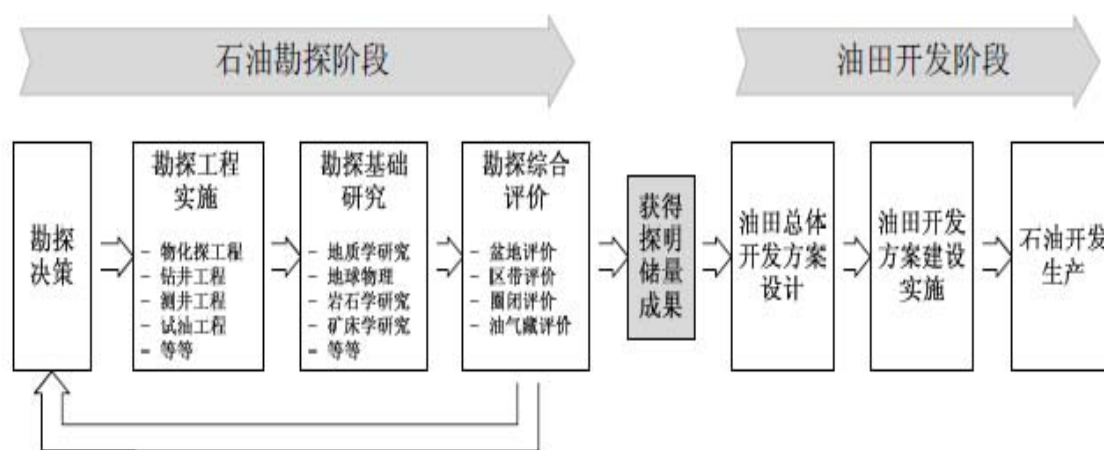 石油勘探阶段
油田开发阶段
勘探
决策
勘探工程
实施
- 物化探工程
- 钻井工程
- 测井工程
- 试油工程
= 等等
勘探基础
研究
- 地质学研究
- 地球物理
- 岩石学研究
- 矿床学研究
= 等等
勘探综合
评价
- 盆地评价
- 区带评价
- 圈闭评价
- 油气藏评价
获得
探明
储量
成果
油田总体
开发方案
设计
油田开发
方案建设
实施
石油开发
生产